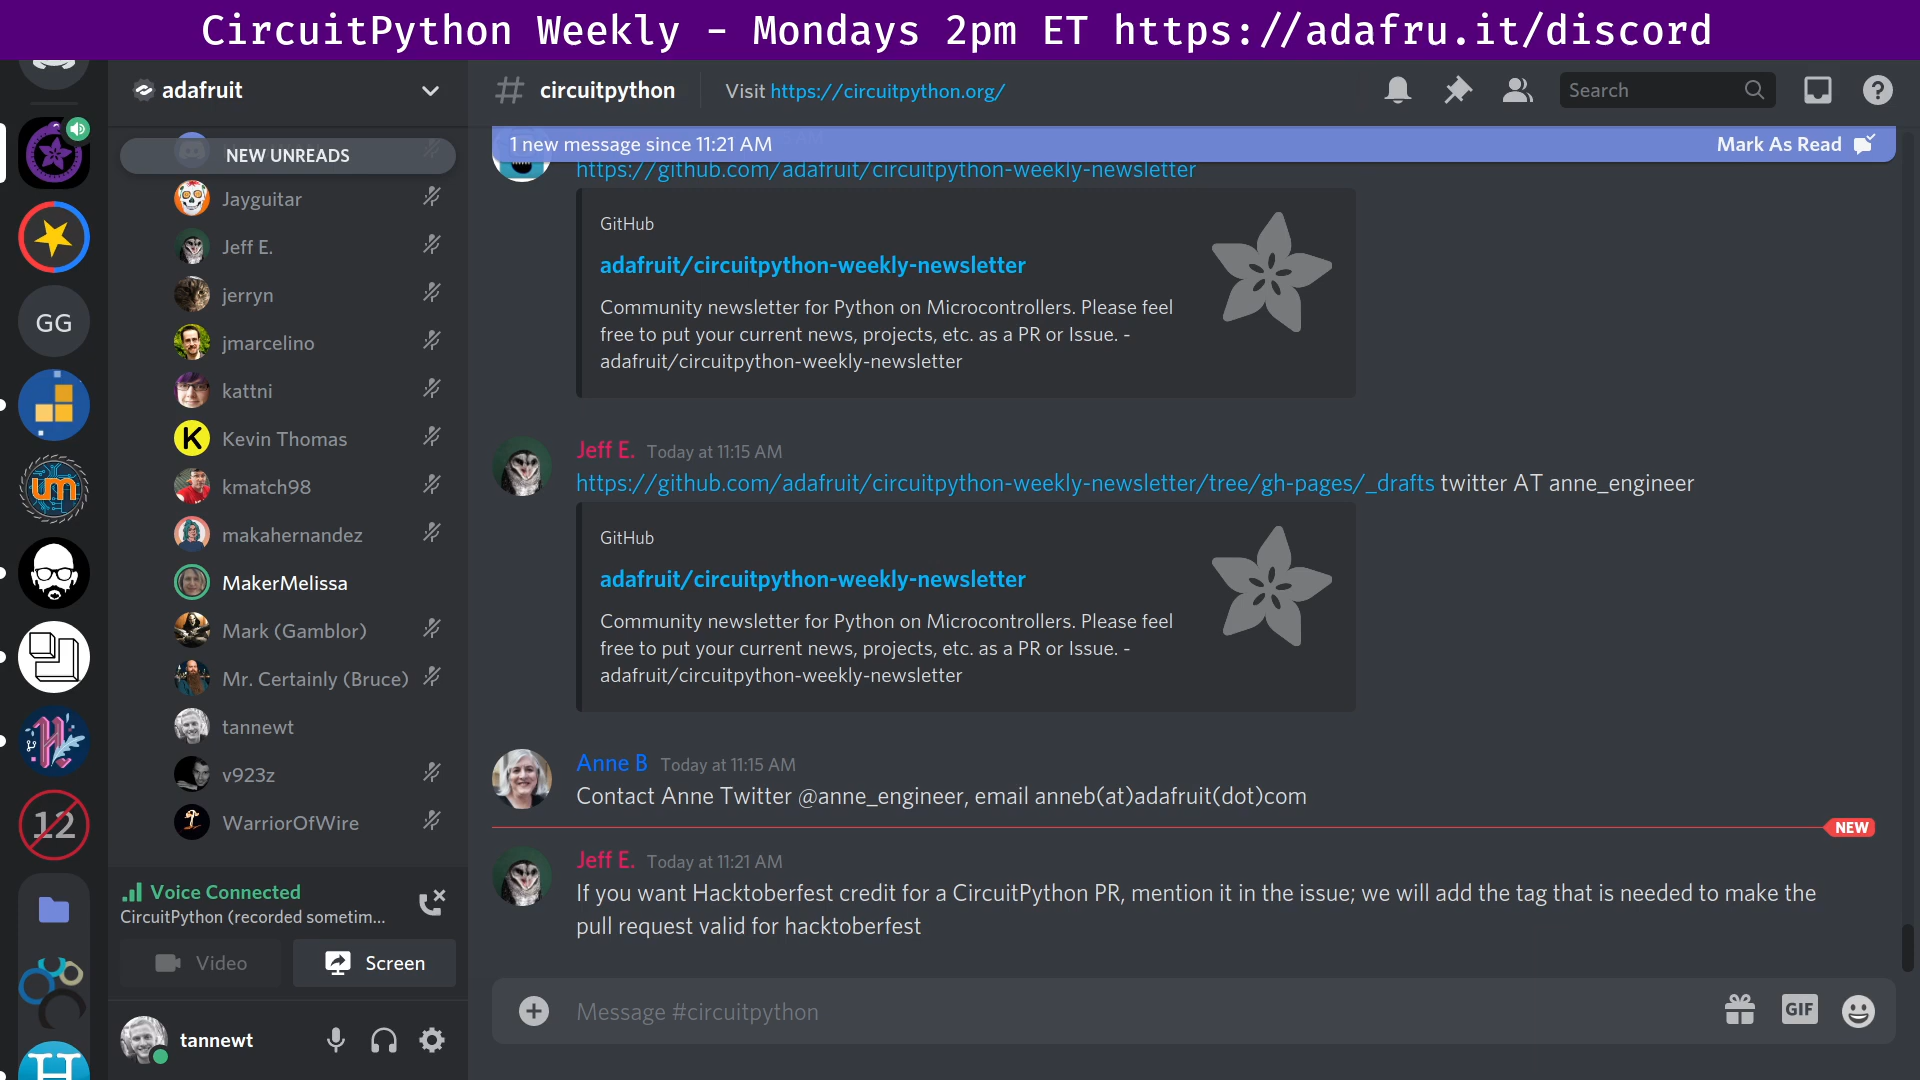 CircuitPython Weekly – Mondays 2pm ET https://adafru.it/discord
adafruit
NEW UNREADS
Jayguitar
Jeff E.
jerryn
jmarcelino
kattni
Kevin Thomas
kmatch98
makahernandez
MakerMelissa
Mark (Gamblor)
Mr. Certainly (Bruce)
tannewt
v923z
WarriorOfWire
Voice Connected
CircuitPython (recorded sometim...
Video
Screen
tannewt
GG
K
um
12
H
circuitpython
Visit https://circuitpython.org/
Search
1 new message since 11:21 AM
Mark As Read
https://github.com/adafruit/circuitpython-weekly-newsletter
GitHub
adafruit/circuitpython-weekly-newsletter
Community newsletter for Python on Microcontrollers. Please feel
free to put your current news, projects, etc. as a PR or Issue. -
adafruit/circuitpython-weekly-newsletter
Jeff E. Today at 11:15 AM
https://github.com/adafruit/circuitpython-weekly-newsletter/tree/gh-pages/_drafts twitter AT anne_engineer
GitHub
adafruit/circuitpython-weekly-newsletter
Community newsletter for Python on Microcontrollers. Please feel
free to put your current news, projects, etc. as a PR or Issue. -
adafruit/circuitpython-weekly-newsletter
Anne B Today at 11:15 AM
Contact Anne Twitter @anne_engineer, email anneb(at)adafruit(dot)com
NEW
Jeff E. Today at 11:21 AM
If you want Hacktoberfest credit for a CircuitPython PR, mention it in the issue; we will add the tag that is needed to make the
pull request valid for hacktoberfest
Message #circuitpython
GIF